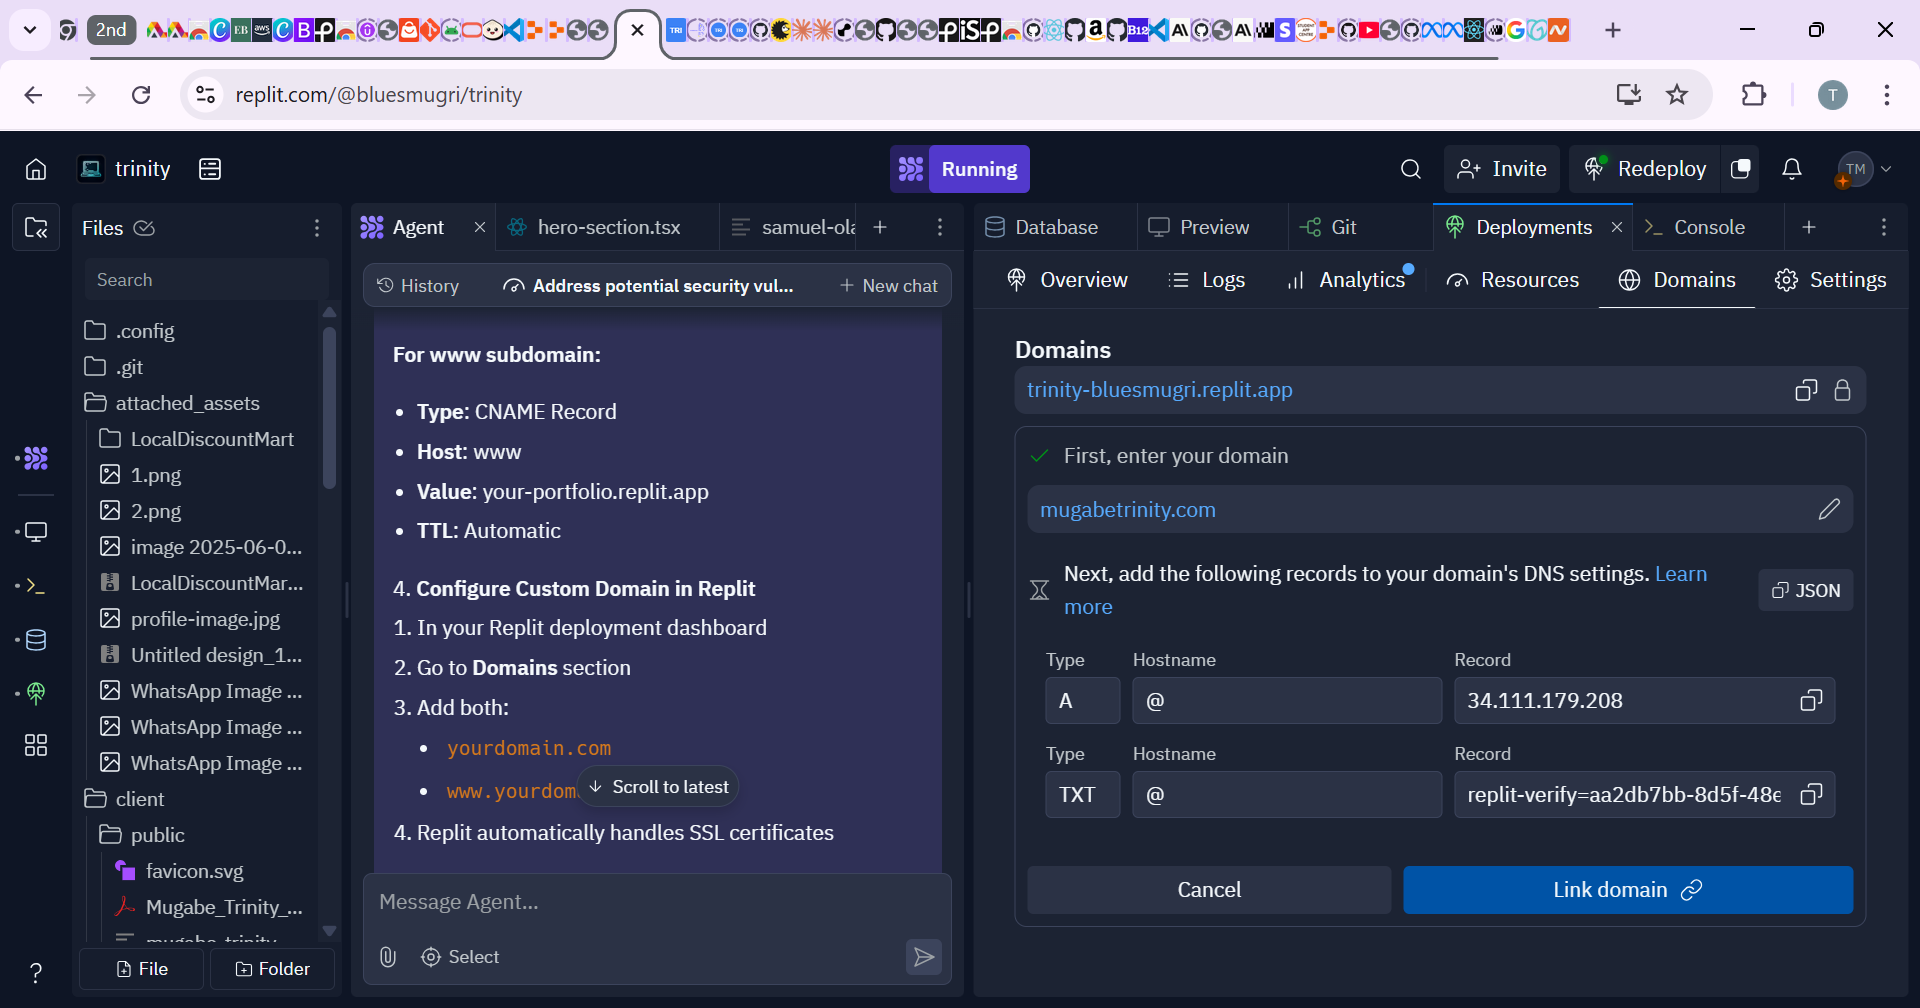 2nd
replit.com/@bluesmugri/trinity
T
trinity
Running
Invite
Redeploy
TM
Files
Search
.config
.git
attached_assets
LocalDiscountMart
1.png
2.png
image 2025-06-0...
LocalDiscountMar...
profile-image.jpg
Untitled design_1...
WhatsApp Image ...
WhatsApp Image ...
WhatsApp Image ...
client
public
favicon.svg
Mugabe_Trinity_...
File
Folder
Agent
hero-section.tsx
samuel-ola
History
Address potential security vul...
New chat
For www subdomain:
• Type: CNAME Record
• Host: www
• Value: your-portfolio.replit.app
• TTL: Automatic
4. Configure Custom Domain in Replit
1. In your Replit deployment dashboard
2. Go to Domains section
3. Add both:
• yourdomain.com
• www.yourdom
Scroll to latest
4. Replit automatically handles SSL certificates
Message Agent...
Select
Database
Preview
Git
Deployments
Console
Overview
Logs
Analytics
Resources
Domains
Settings
Domains
trinity-bluesmugri.replit.app
First, enter your domain
mugabetrinity.com
Next, add the following records to your domain's DNS settings. Learn
more
JSON
Type Hostname Record
A @ 34.111.179.208
Type Hostname Record
TXT @ replit-verify=aa2db7bb-8d5f-48e
Cancel
Link domain